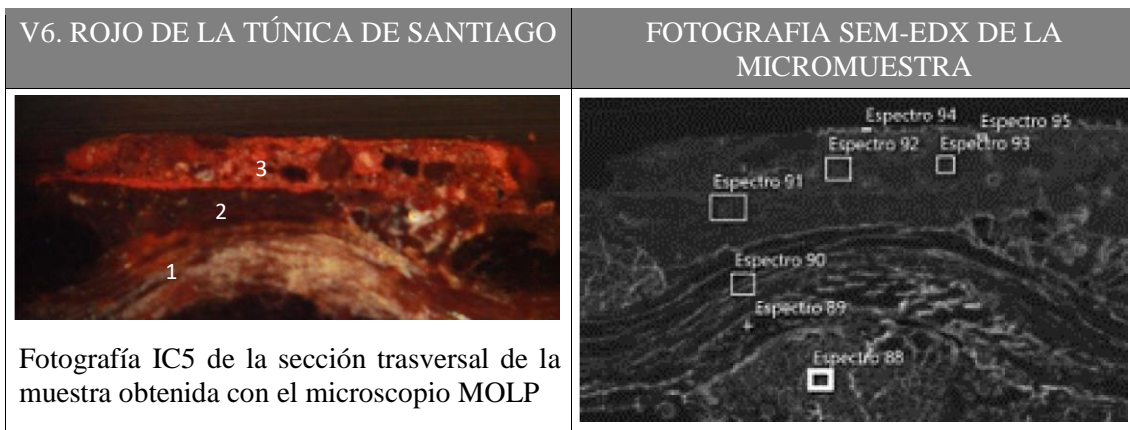 V6. ROJO DE LA TÚNICA DE SANTIAGO
FOTOGRAFIA SEM-EDX DE LA
MICROMUESTRA
3
2
1
Fotografía IC5 de la sección trasversal de la
muestra obtenida con el microscopio MOLP
Espectro 94
Espectro 95
Espectro 92
Espectro 93
Espectro 91
Espectro 90
Espectro 89
Espectro 88